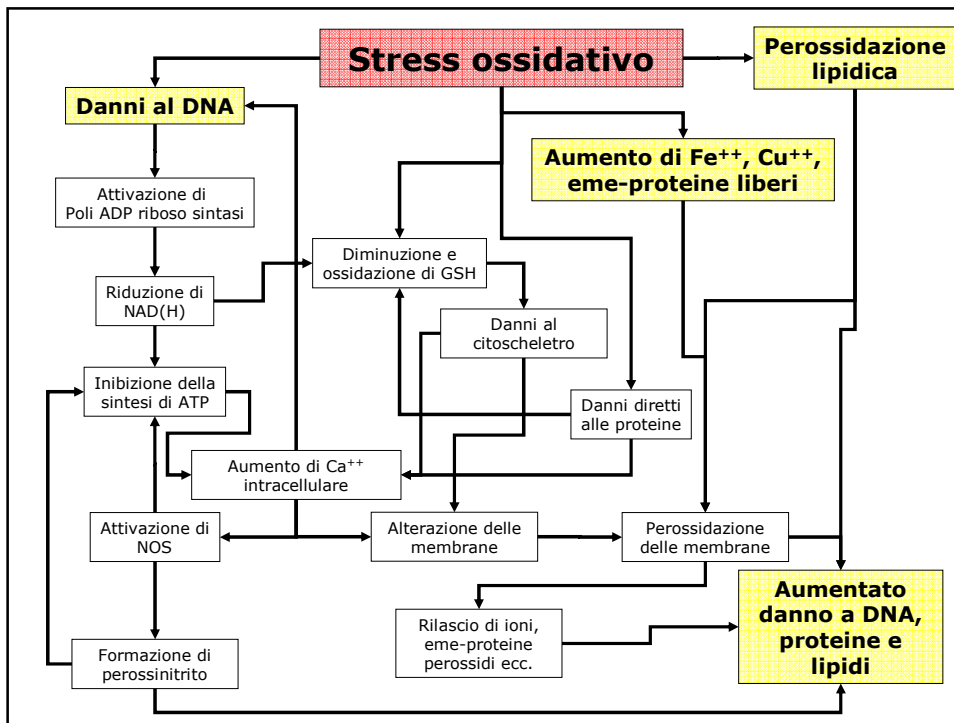 Stress ossidativo
Perossidazione
lipidica
Danni al DNA
Aumento di Fe⁺⁺, Cu⁺⁺,
eme-proteine liberi
Attivazione di
Poli ADP riboso sintasi
Diminuzione e
ossidazione di GSH
Riduzione di
NAD(H)
Danni al
citoscheletro
Inibizione della
sintesi di ATP
Danni diretti
alle proteine
Aumento di Ca⁺⁺
intracellulare
Attivazione di
NOS
Alterazione delle
membrane
Perossidazione
delle membrane
Aumentato
danno a DNA,
proteine e
lipidi
Rilascio di ioni,
eme-proteine
perossidi ecc.
Formazione di
perossinitrito